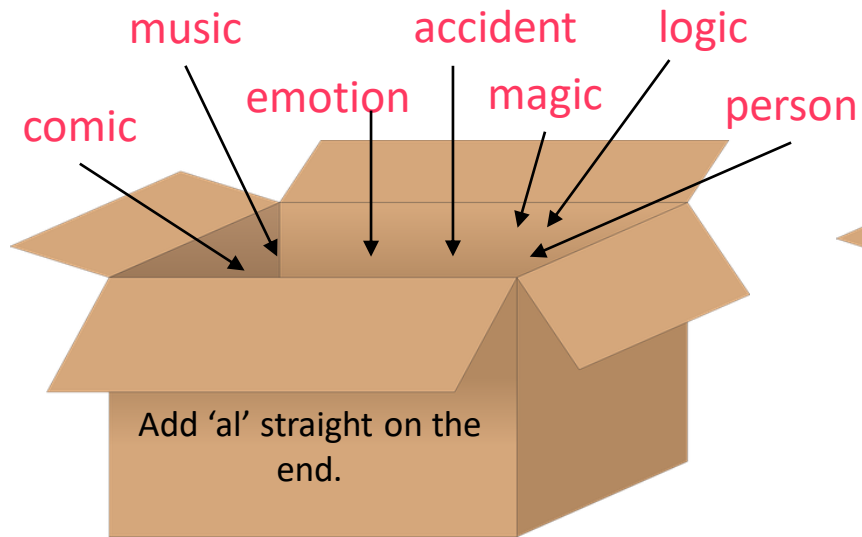 music
accident
logic
emotion
magic
person
comic
Add ‘al’ straight on the
end.